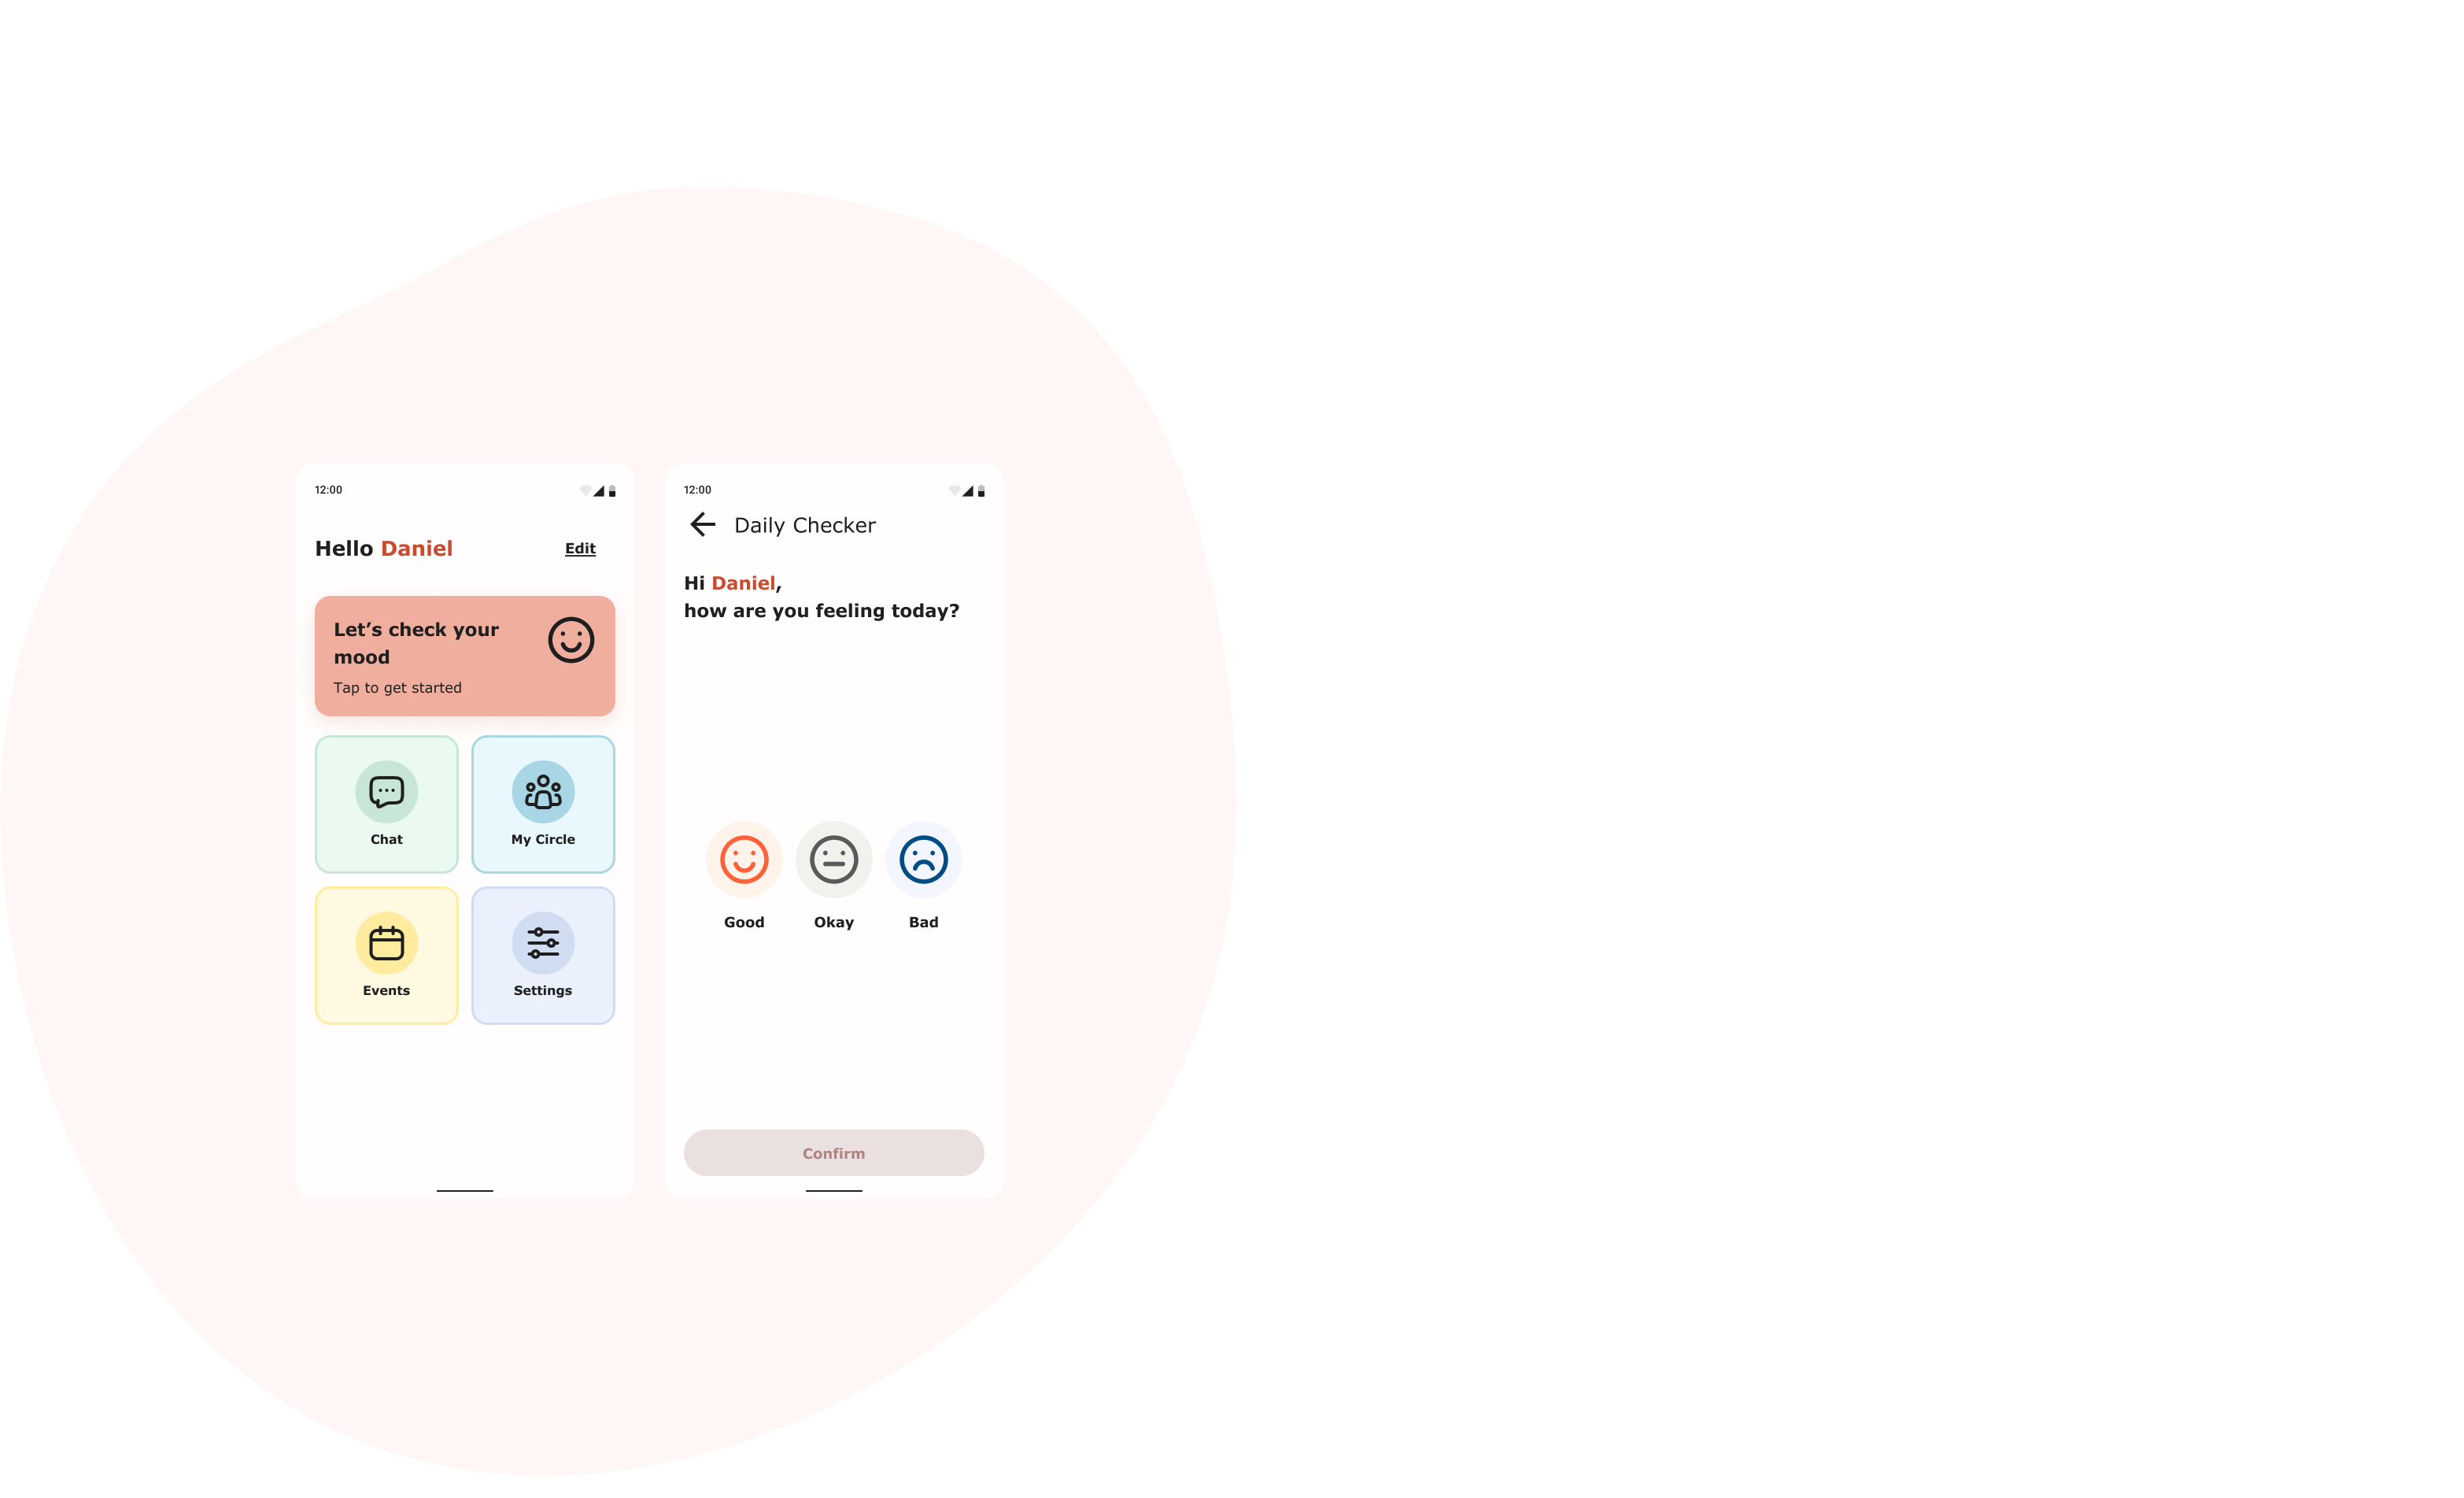 12:00
Hello Daniel
Edit
Let’s check your
mood
Tap to get started
Chat
My Circle
Events
Settings
12:00
Daily Checker
Hi Daniel,
how are you feeling today?
Good
Okay
Bad
Confirm